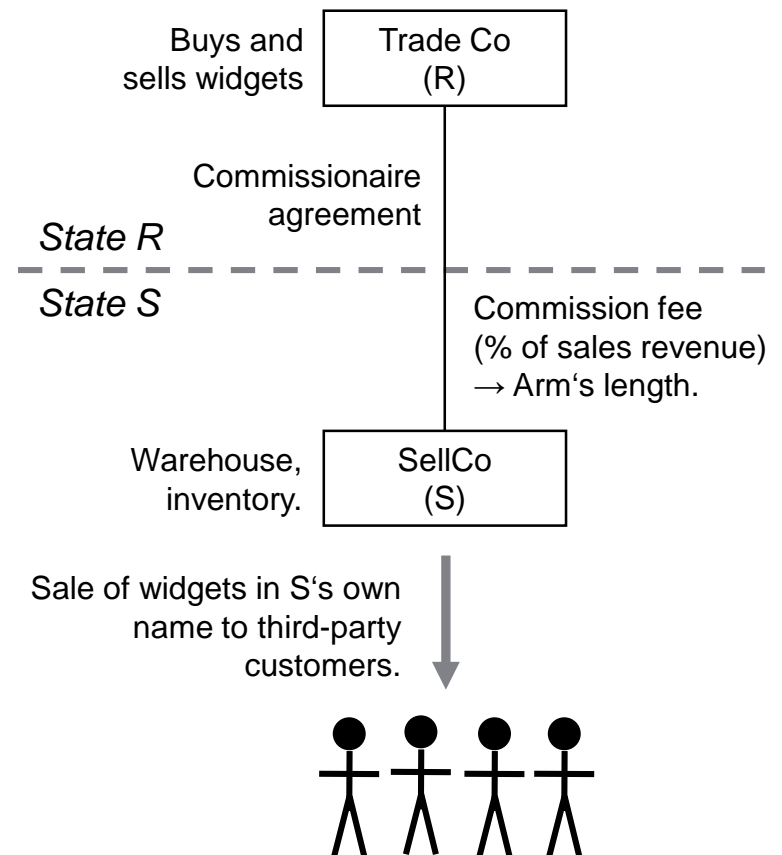 Buys and
sells widgets
Trade Co
(R)
Commissionaire
agreement
State R
State S
Commission fee
(% of sales revenue)
→ Arm‘s length.
Warehouse,
inventory.
SellCo
(S)
Sale of widgets in S‘s own
name to third-party
customers.